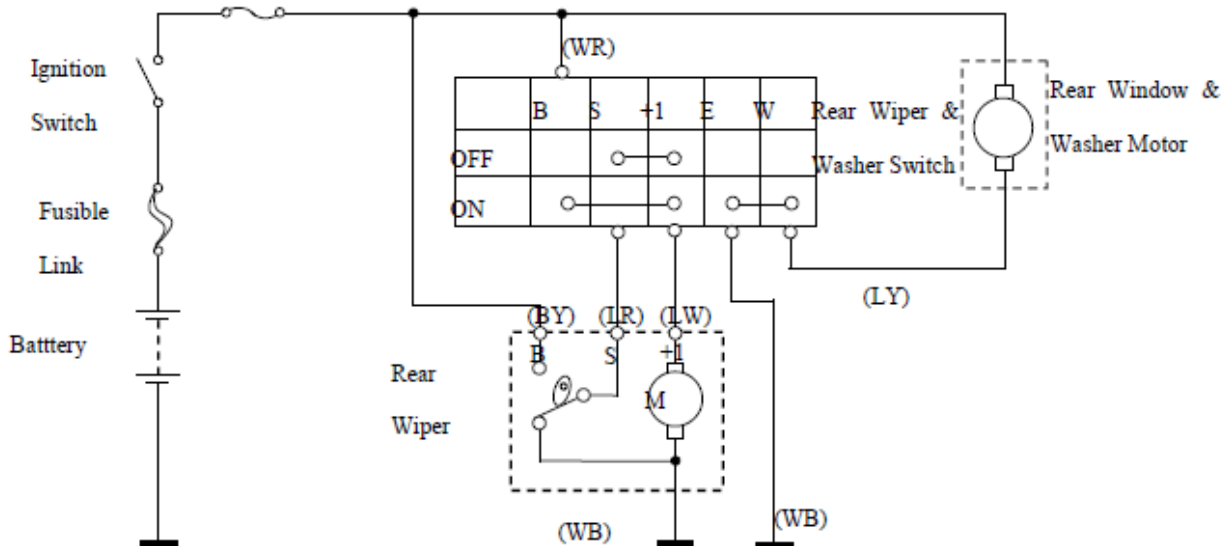 (WR)
Ignition
Switch
B S +1 E W
Rear Wiper &
Washer Switch
Rear Window &
Washer Motor
OFF
ON
Fusible
Link
(LY)
(BY) (LR) (LW)
Batttery
B S +1
Rear
Wiper
M
(WB)
(WB)